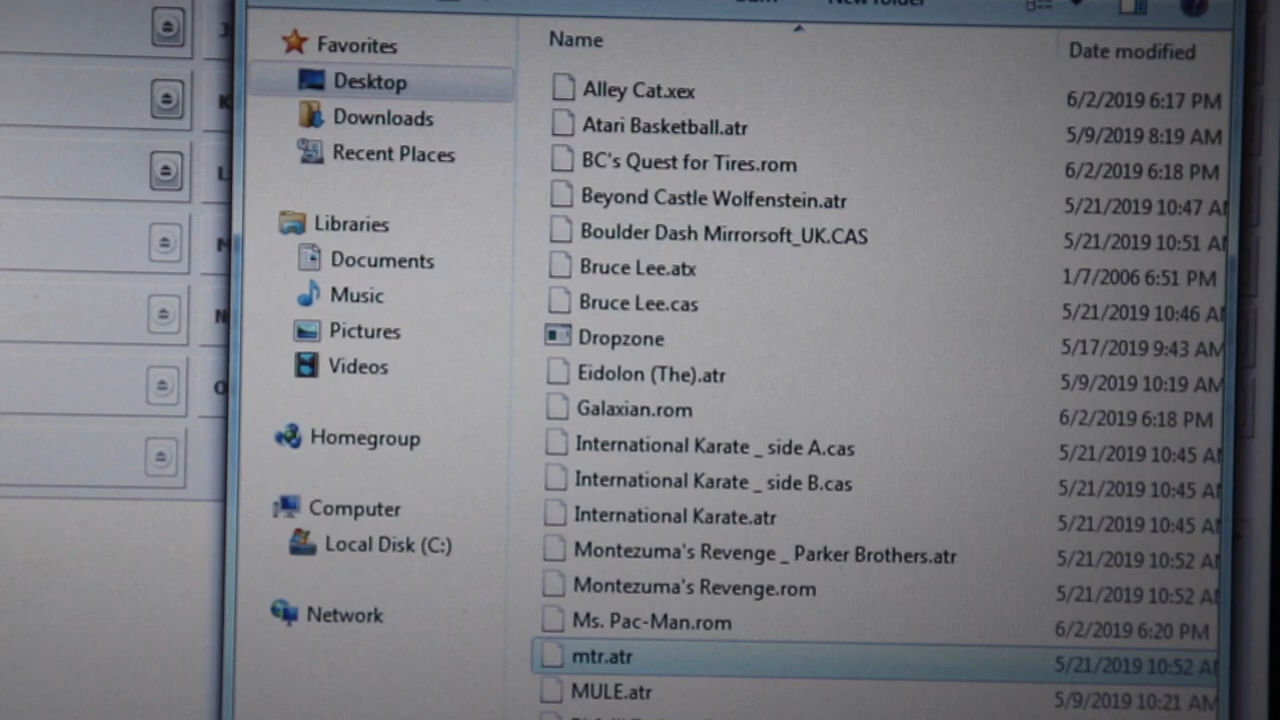 New folder
Favorites
Desktop
Downloads
Recent Places
Libraries
Documents
Music
Pictures
Videos
Homegroup
Computer
Local Disk (C:)
Network
Name Date modified
Alley Cat.xex 6/2/2019 6:17 PM
Atari Basketball.atr 5/9/2019 8:19 AM
BC's Quest for Tires.rom 6/2/2019 6:18 PM
Beyond Castle Wolfenstein.atr 5/21/2019 10:47 A
Boulder Dash Mirrorsoft_UK.CAS 5/21/2019 10:51 A
Bruce Lee.atx 1/7/2006 6:51 PM
Bruce Lee.cas 5/21/2019 10:46 A
Dropzone 5/17/2019 9:43 AM
Eidolon (The).atr 5/9/2019 10:19 AM
Galaxian.rom 6/2/2019 6:18 PM
International Karate _ side A.cas 5/21/2019 10:45 A
International Karate _ side B.cas 5/21/2019 10:45 A
International Karate.atr 5/21/2019 10:45 A
Montezuma's Revenge _ Parker Brothers.atr 5/21/2019 10:52 A
Montezuma's Revenge.rom 5/21/2019 10:52 A
Ms. Pac-Man.rom 6/2/2019 6:20 PM
mtr.atr 5/21/2019 10:52 A
MULE.atr 5/9/2019 10:21 AM